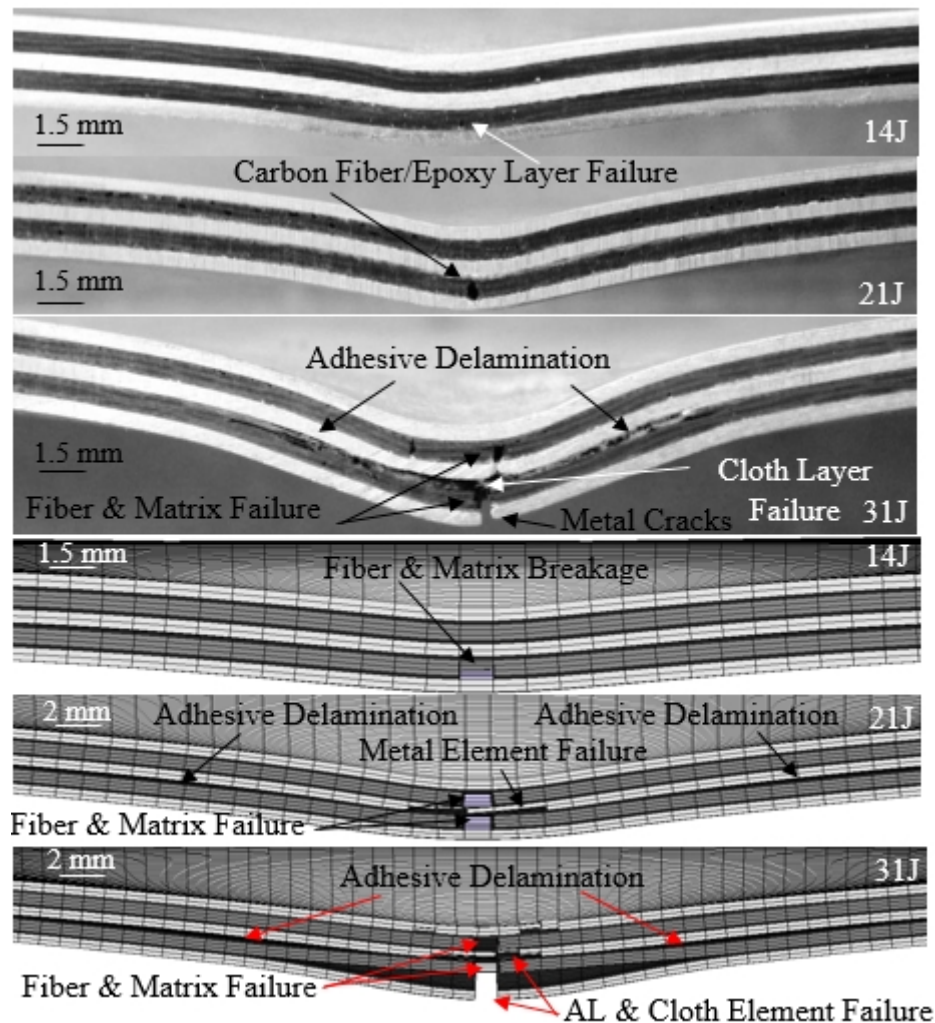 1.5 mm
14J
Carbon Fiber/Epoxy Layer Failure
1.5 mm
21J
Adhesive Delamination
1.5 mm
Cloth Layer
Fiber & Matrix Failure
Failure
31J
Metal Cracks
1.5 mm
14J
Fiber & Matrix Breakage
2 mm
Adhesive Delamination
Adhesive Delamination
21J
Metal Element Failure
Fiber & Matrix Failure
2 mm
31J
Adhesive Delamination
Fiber & Matrix Failure
AL & Cloth Element Failure